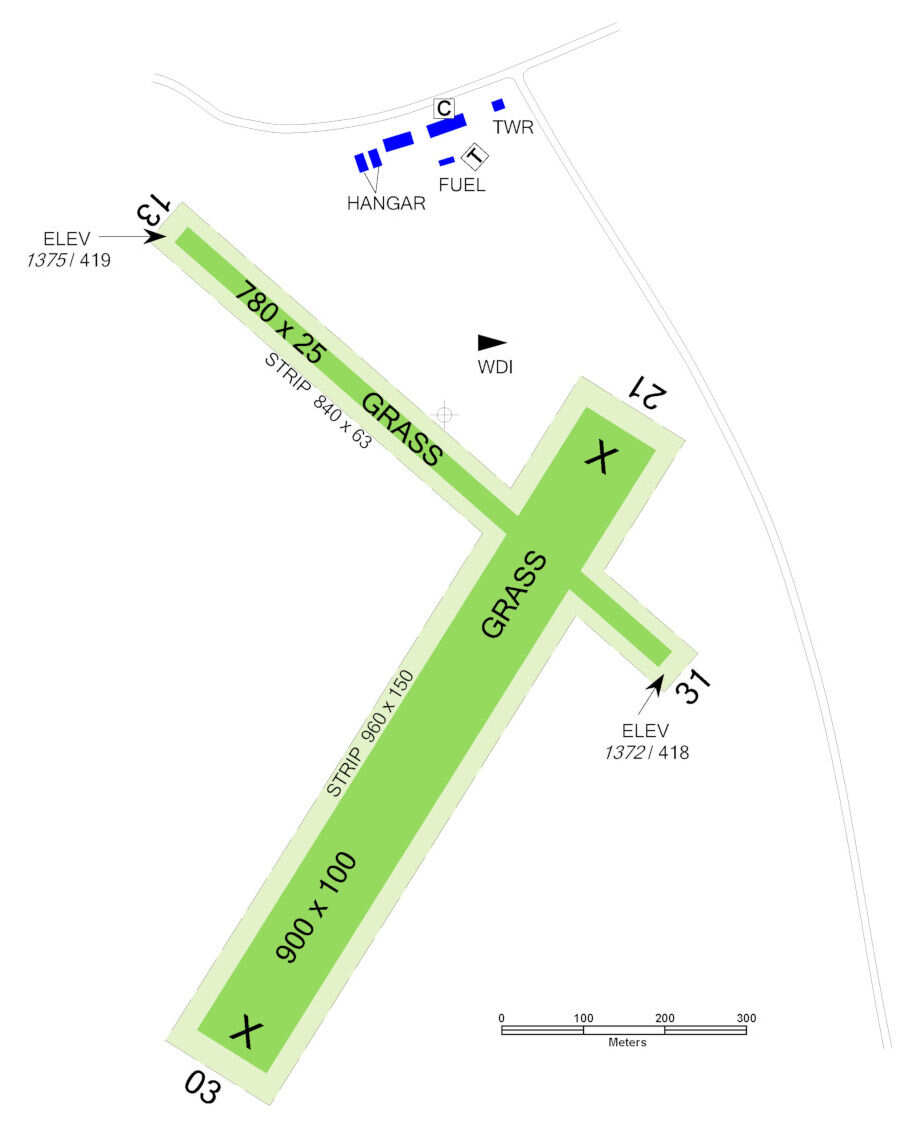 C
TWR
T
FUEL
HANGAR
13
ELEV
1375 / 419
780 x 25
STRIP 840 x 63
GRASS
WDI
21
X
GRASS
31
ELEV
1372 / 418
STRIP 960 x 150
900 x 100
X
03
0 100 200 300
Meters